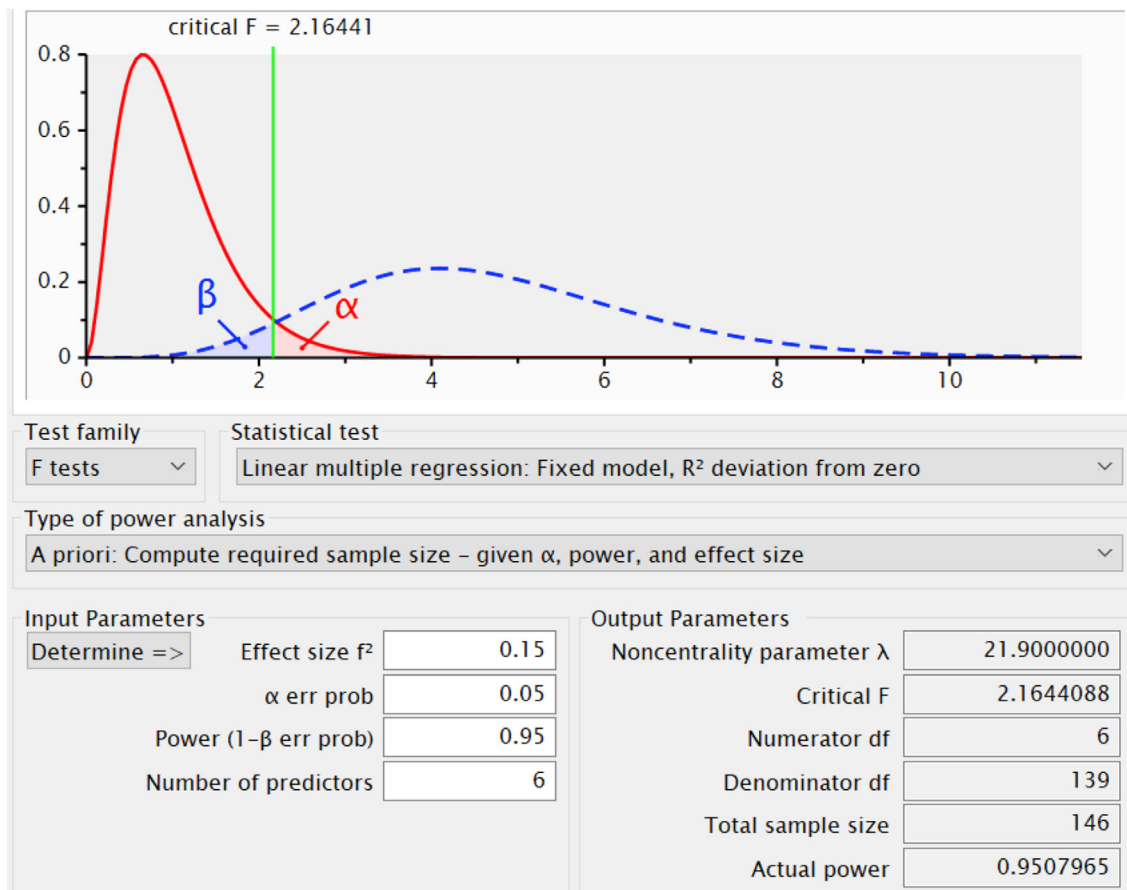 critical F = 2.16441
0.8
0.6
0.4
0.2
0
β
α
0 2 4 6 8 10
Test family
Statistical test
F tests
Linear multiple regression: Fixed model, R² deviation from zero
Type of power analysis
A priori: Compute required sample size – given α, power, and effect size
Input Parameters
Determine =>
Effect size f² 0.15
α err prob 0.05
Power (1–β err prob) 0.95
Number of predictors 6
Output Parameters
Noncentrality parameter λ 21.9000000
Critical F 2.1644088
Numerator df 6
Denominator df 139
Total sample size 146
Actual power 0.9507965